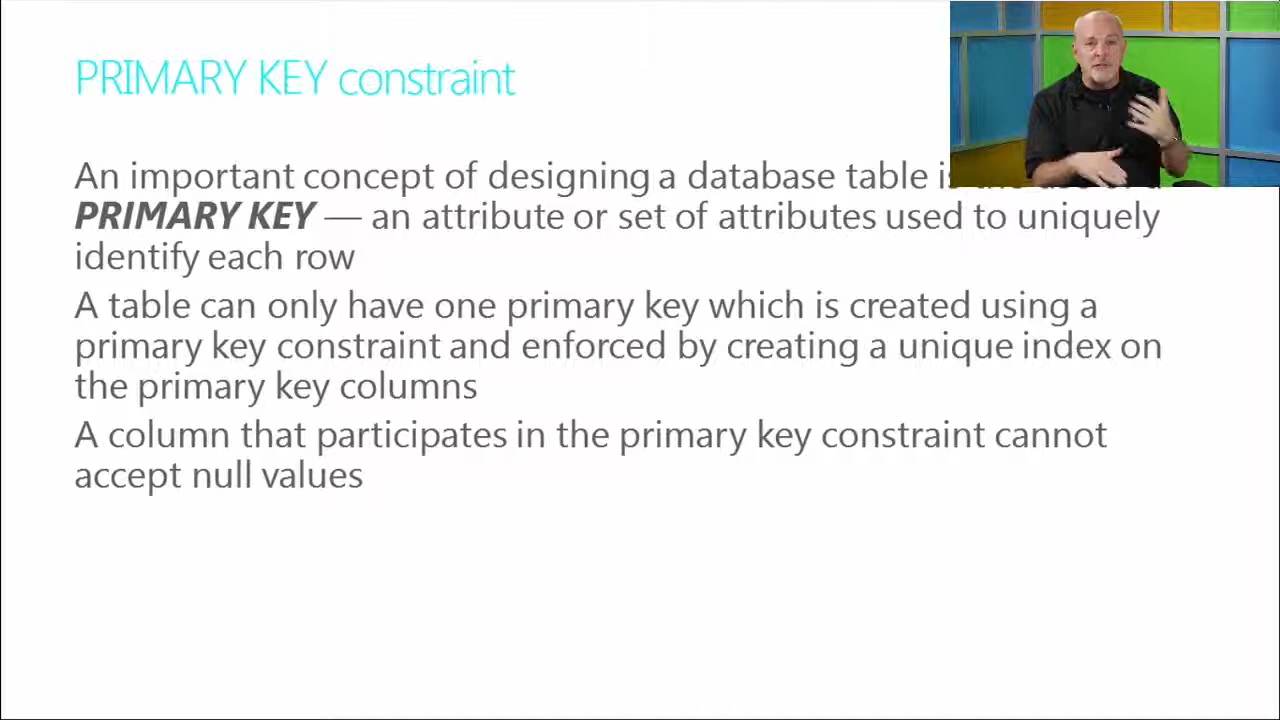 PRIMARY KEY constraint
An important concept of designing a database table is
PRIMARY KEY — an attribute or set of attributes used to uniquely
identify each row
A table can only have one primary key which is created using a
primary key constraint and enforced by creating a unique index on
the primary key columns
A column that participates in the primary key constraint cannot
accept null values